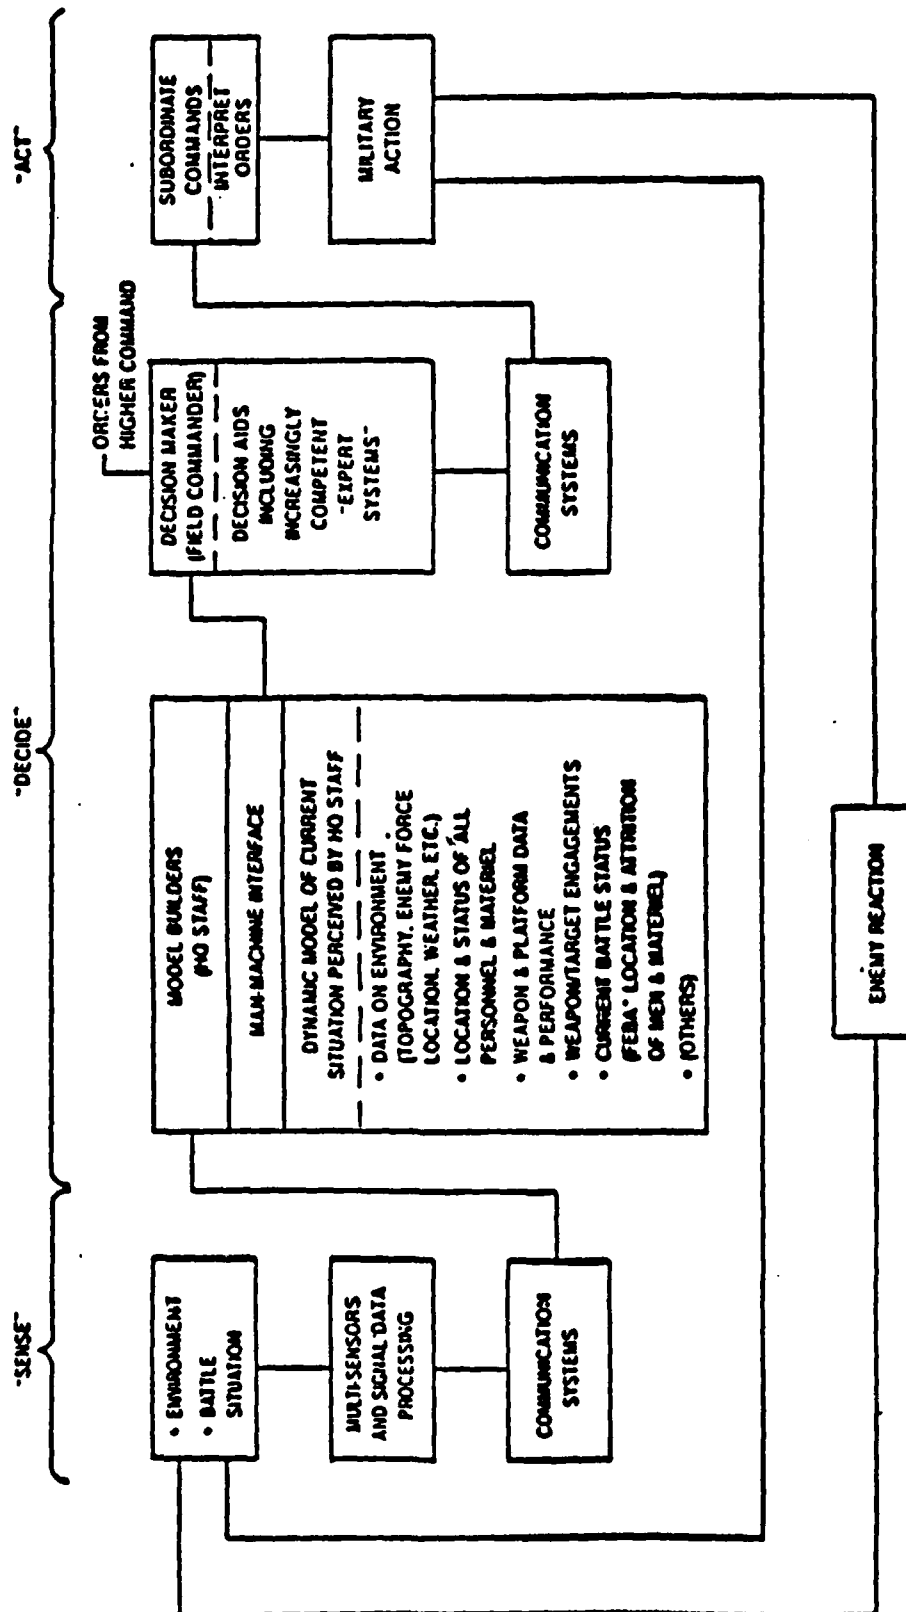 "SENSE"
"DECIDE"
"ACT"
• ENVIRONMENT
• BATTLE
SITUATION
MULTI-SENSORS
AND SIGNAL/DATA
PROCESSING
COMMUNICATION
SYSTEMS
MODEL BUILDERS
(HQ STAFF)
MAN-MACHINE INTERFACE
DYNAMIC MODEL OF CURRENT
SITUATION PERCEIVED BY HQ STAFF
• DATA ON ENVIRONMENT
(TOPOGRAPHY, ENEMY FORCE
LOCATION, WEATHER, ETC.)
• LOCATION & STATUS OF ALL
PERSONNEL & MATERIEL
• WEAPON & PLATFORM DATA
& PERFORMANCE
• WEAPON/TARGET ENGAGEMENTS
• CURRENT BATTLE STATUS
(FEBA* LOCATION & ATTRITION
OF MEN & MATERIEL)
• (OTHERS)
ORDERS FROM
HIGHER COMMAND
DECISION MAKER
(FIELD COMMANDER)
DECISION AIDS
INCLUDING
INCREASINGLY
COMPETENT
"EXPERT
SYSTEMS"
COMMUNICATION
SYSTEMS
SUBORDINATE
COMMANDS
INTERPRET
ORDERS
MILITARY
ACTION
ENEMY REACTION